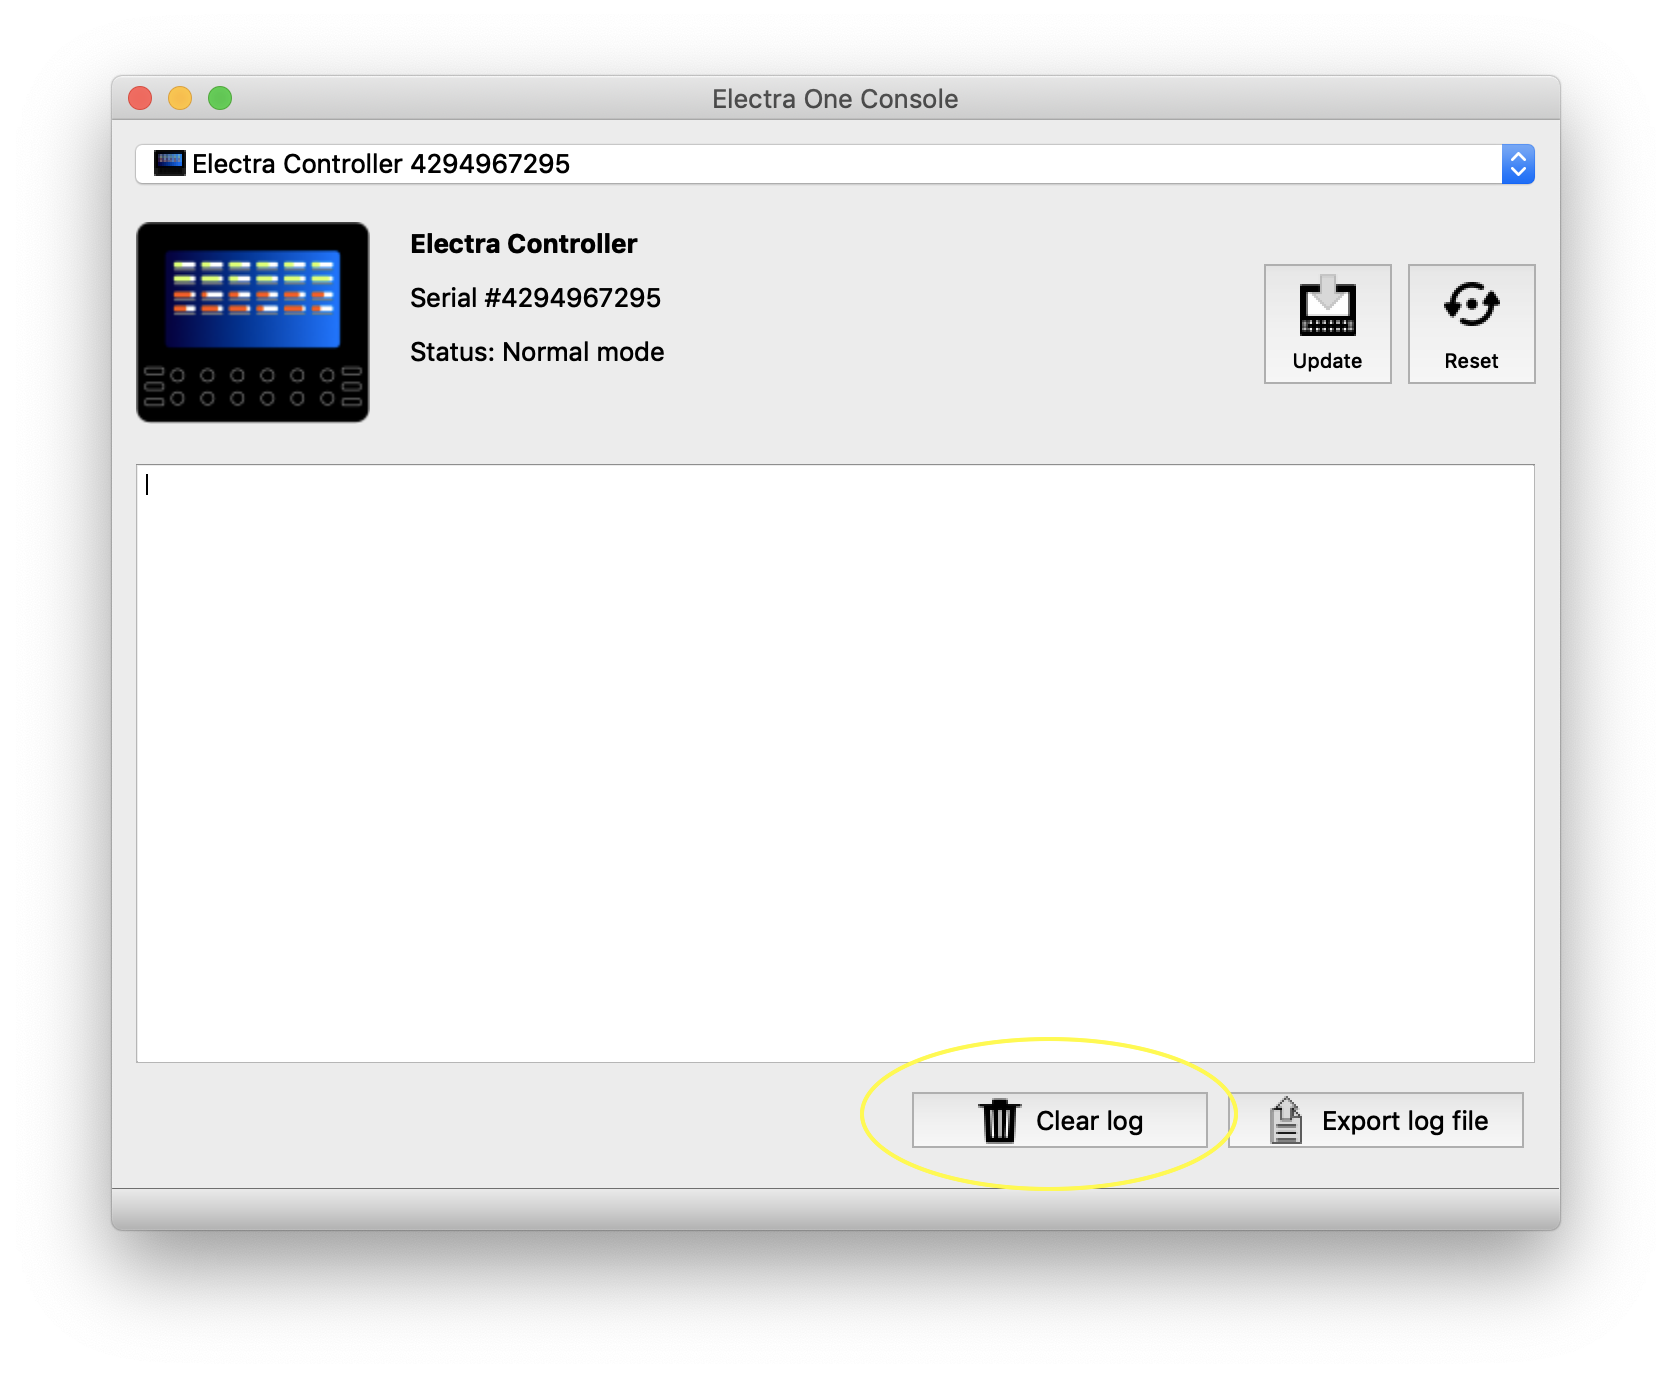 Electra One Console
Electra Controller 4294967295
Electra Controller
Serial #4294967295
Status: Normal mode
Update
Reset
Clear log
Export log file